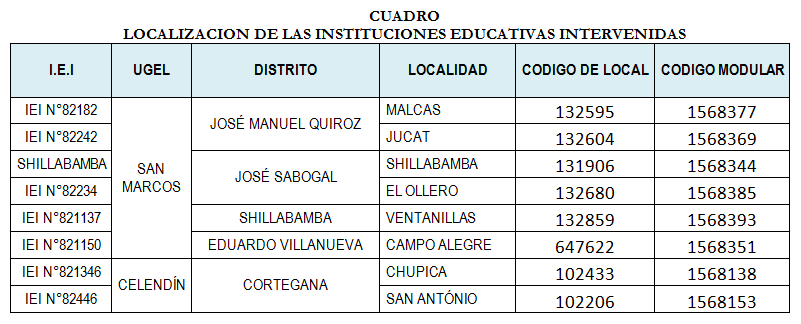 CUADRO
LOCALIZACION DE LAS INSTITUCIONES EDUCATIVAS INTERVENIDAS
I.E.I UGEL DISTRITO LOCALIDAD CODIGO DE LOCAL CODIGO MODULAR
IEI N°82182 SAN MARCOS JOSÉ MANUEL QUIROZ MALCAS 132595 1568377
IEI N°82242 JUCAT 132604 1568369
SHILLABAMBA JOSÉ SABOGAL SHILLABAMBA 131906 1568344
IEI N°82234 EL OLLERO 132680 1568385
IEI N°821137 SHILLABAMBA VENTANILLAS 132859 1568393
IEI N°821150 EDUARDO VILLANUEVA CAMPO ALEGRE 647622 1568351
IEI N°821346 CELENDÍN CORTEGANA CHUPICA 102433 1568138
IEI N°82446 SAN ANTÓNIO 102206 1568153